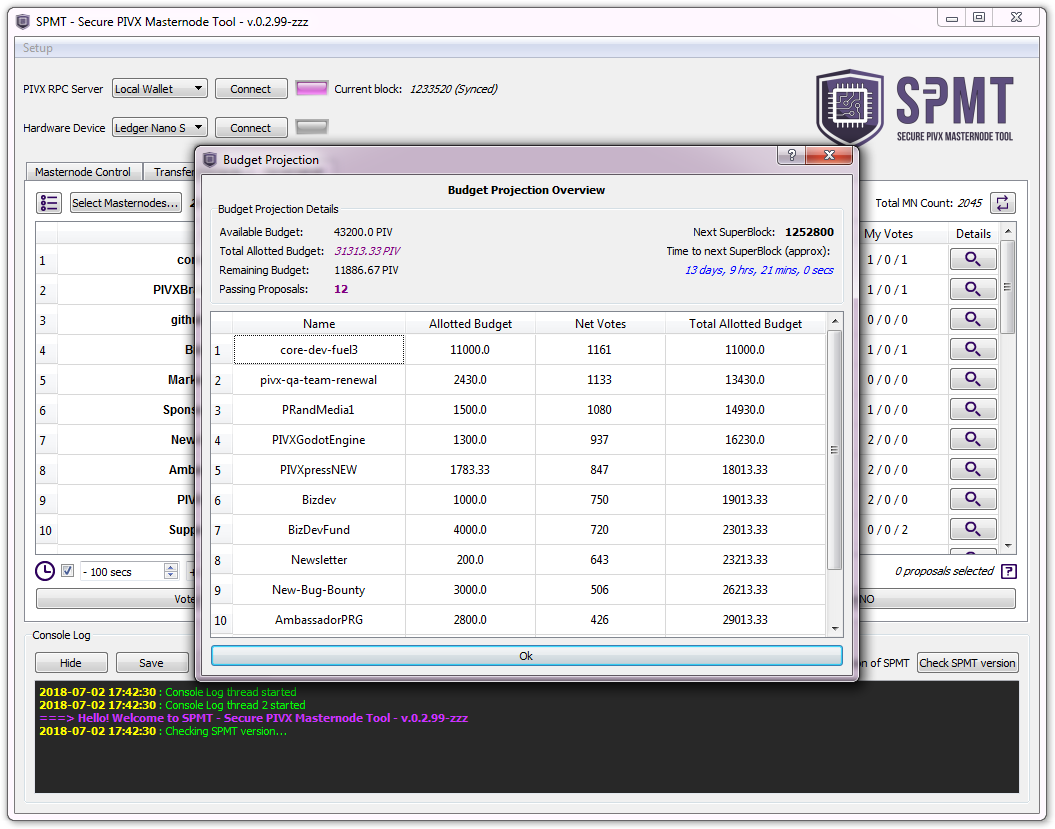 SPMT - Secure PIVX Masternode Tool - v.0.2.99-zzz
Setup
PIVX RPC Server Local Wallet Connect Current block: 1233520 (Synced)
Hardware Device Ledger Nano S Connect
SPMT
SECURE PIVX MASTERNODE TOOL
Masternode Control Transfer
Select Masternodes... Total MN Count: 2045
My Votes Details
1 1 / 0 / 1
2 1 / 0 / 1
3 0 / 0 / 0
4 1 / 0 / 1
5 0 / 0 / 0
6 1 / 0 / 0
7 New 2 / 0 / 0
8 2 / 0 / 0
9 2 / 0 / 0
10 0 / 0 / 2
- 100 secs
0 proposals selected ?
Vote NO
Budget Projection
Budget Projection Overview
Budget Projection Details
Available Budget: 43200.0 PIV Next SuperBlock: 1252800
Total Allotted Budget: 31313.33 PIV Time to next SuperBlock (approx):
Remaining Budget: 11886.67 PIV 13 days, 9 hrs, 21 mins, 0 secs
Passing Proposals: 12
Name Allotted Budget Net Votes Total Allotted Budget
1 core-dev-fuel3 11000.0 1161 11000.0
2 pivx-qa-team-renewal 2430.0 1133 13430.0
3 PRandMedia1 1500.0 1080 14930.0
4 PIVXGodotEngine 1300.0 937 16230.0
5 PIVXpressNEW 1783.33 847 18013.33
6 Bizdev 1000.0 750 19013.33
7 BizDevFund 4000.0 720 23013.33
8 Newsletter 200.0 643 23213.33
9 New-Bug-Bounty 3000.0 506 26213.33
10 AmbassadorPRG 2800.0 426 29013.33
Ok
Console Log
Hide Save of SPMT Check SPMT version
2018-07-02 17:42:30 : Console Log thread started
2018-07-02 17:42:30 : Console Log thread 2 started
===> Hello! Welcome to SPMT - Secure PIVX Masternode Tool - v.0.2.99-zzz
2018-07-02 17:42:30 : Checking SPMT version...